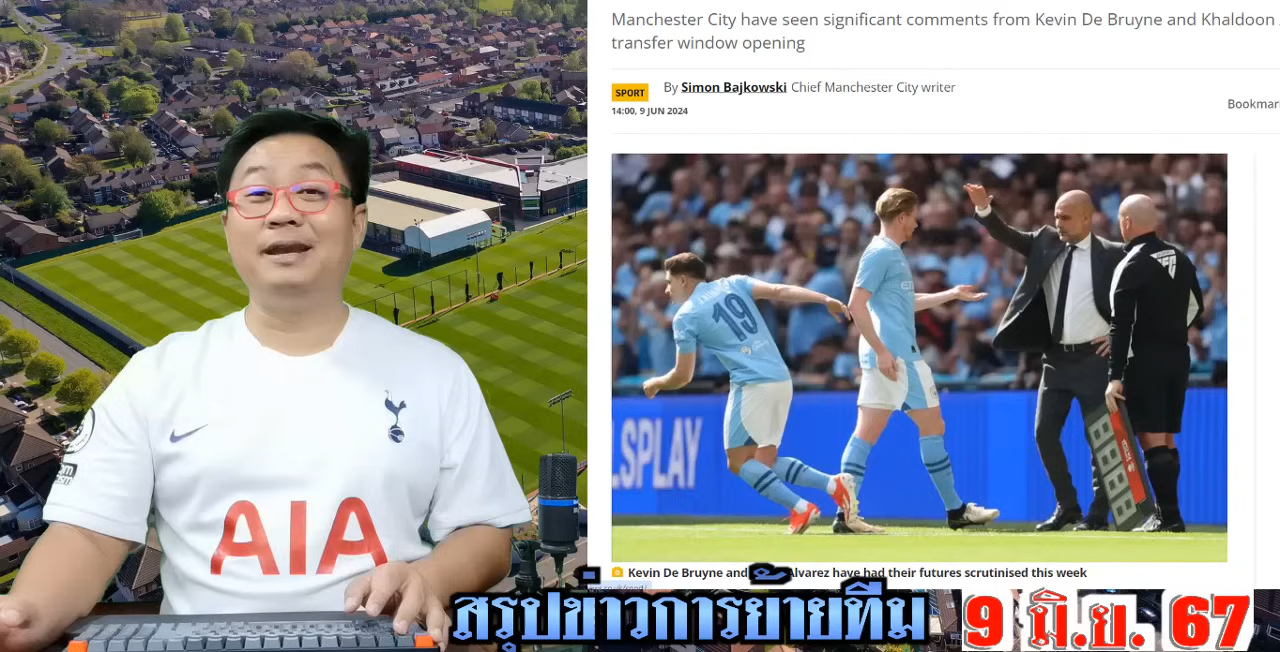 Manchester City have seen significant comments from Kevin De Bruyne and Khaldoon
transfer window opening
SPORT
By Simon Bajkowski Chief Manchester City writer
14:00, 9 JUN 2024
Bookmar
19
LSPLAY
AIA
Kevin De Bruyne and Alvarez have had their futures scrutinised this week
สรุปข่าวการย้ายทีม 9 มิ.ย. 67